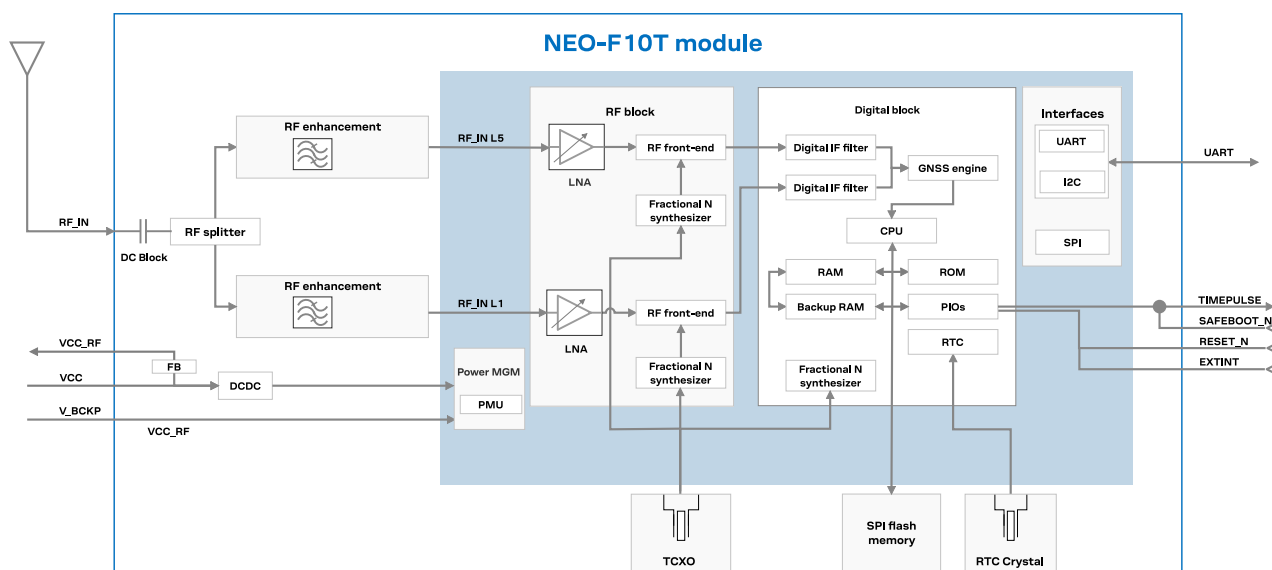 NEO-F10T module
RF enhancement
RF_IN L5
RF block
LNA
RF front-end
Fractional N
synthesizer
Digital block
Digital IF filter
Digital IF filter
GNSS engine
CPU
Interfaces
UART
I2C
SPI
UART
RF_IN
DC Block
RF splitter
RF enhancement
RF_IN L1
LNA
RF front-end
Fractional N
synthesizer
RAM
ROM
Backup RAM
PIOs
RTC
Fractional N
synthesizer
TIMEPULSE
SAFEBOOT_N
RESET_N
EXTINT
VCC_RF
FB
VCC
DCDC
V_BCKP
VCC_RF
Power MGM
PMU
TCXO
SPI flash
memory
RTC Crystal